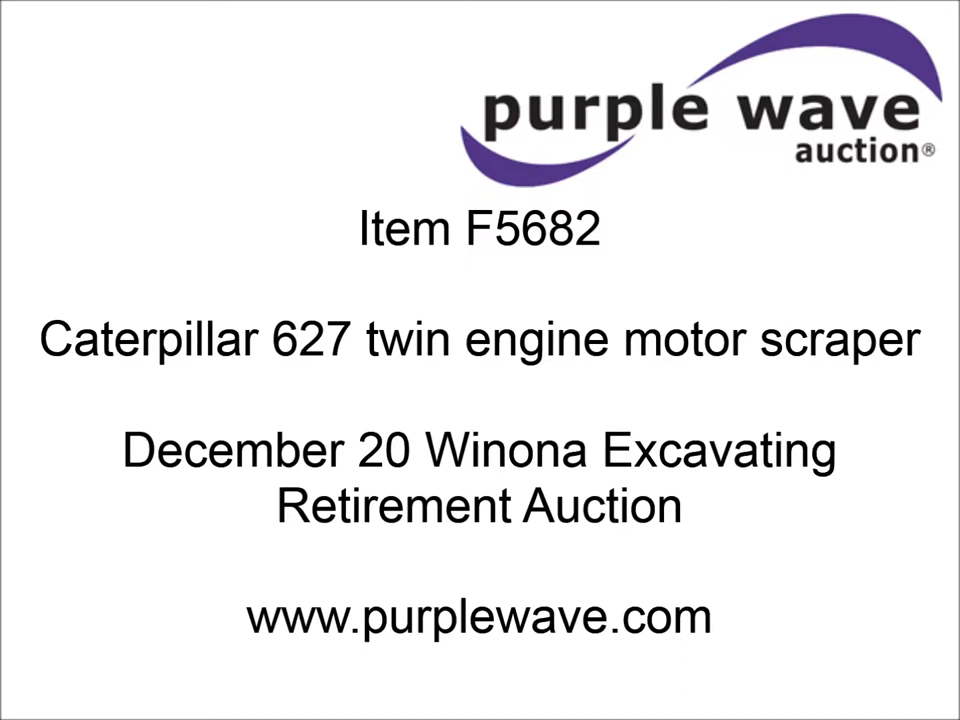 purple wave
auction®
Item F5682
Caterpillar 627 twin engine motor scraper
December 20 Winona Excavating
Retirement Auction
www.purplewave.com